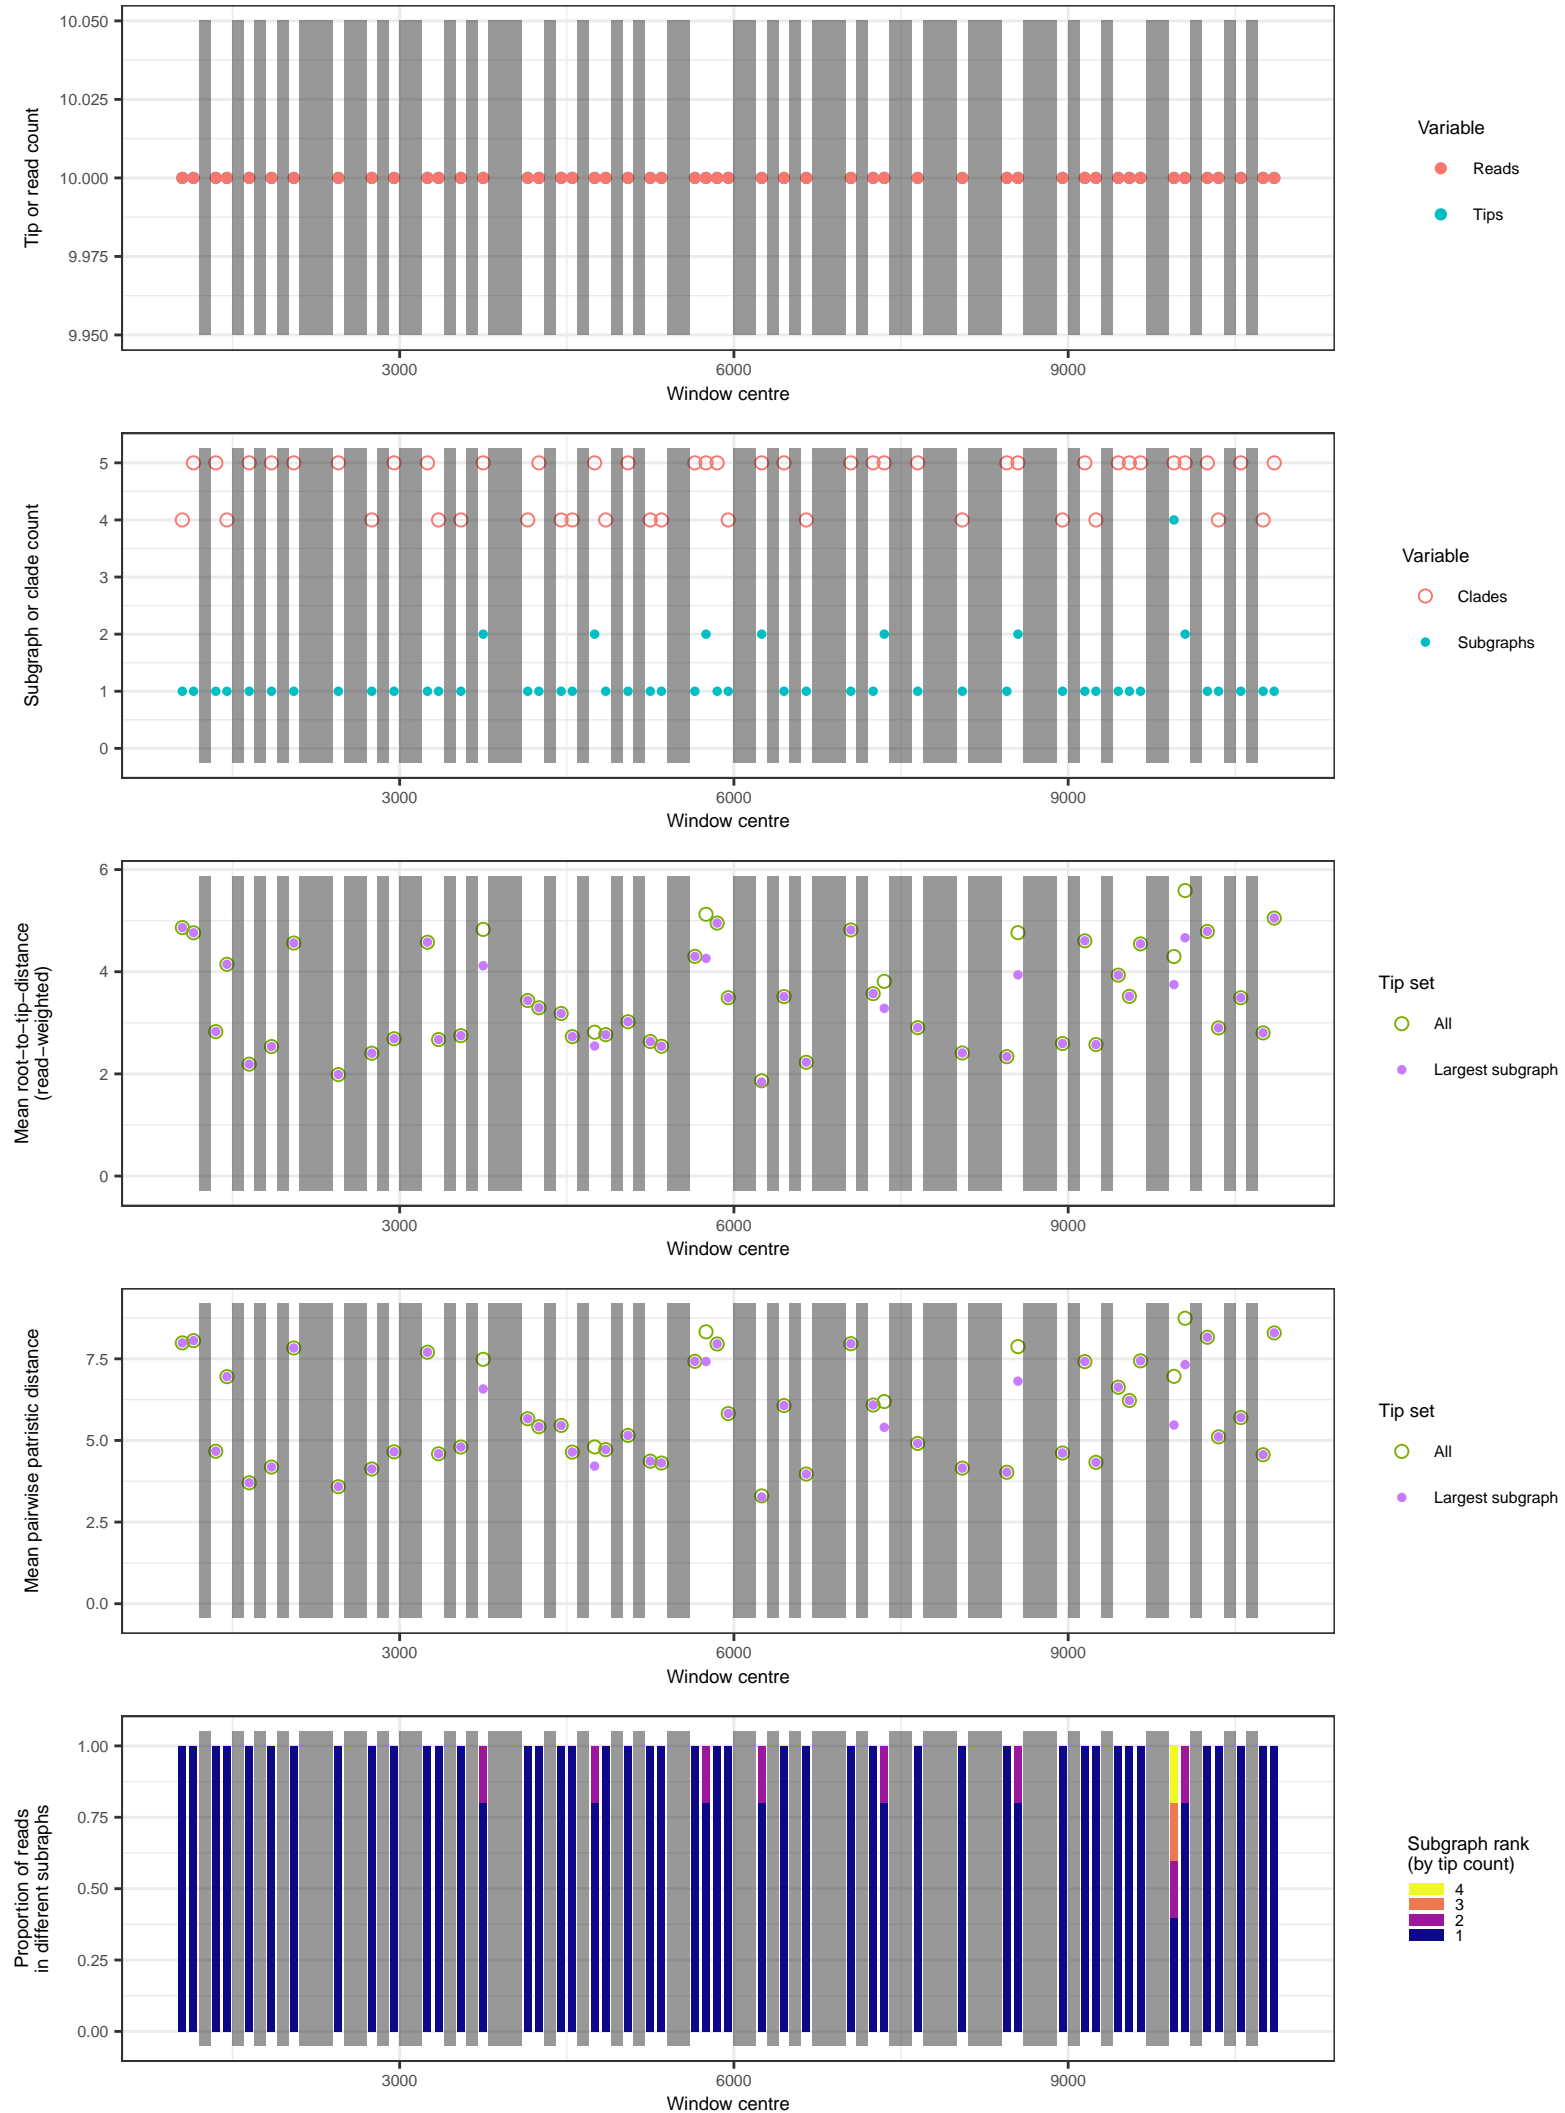 10.050
10.025
10.000
9.975
9.950
Tip or read count
3000 6000 9000
Window centre
Variable
Reads
Tips
5
4
3
2
1
0
Subgraph or clade count
3000 6000 9000
Window centre
Variable
Clades
Subgraphs
6
4
2
0
Mean root−to−tip−distance
(read−weighted)
3000 6000 9000
Window centre
Tip set
All
Largest subgraph
7.5
5.0
2.5
0.0
Mean pairwise patristic distance
3000 6000 9000
Window centre
Tip set
All
Largest subgraph
1.00
0.75
0.50
0.25
0.00
Proportion of reads
in different subraphs
3000 6000 9000
Window centre
Subgraph rank
(by tip count)
4
3
2
1